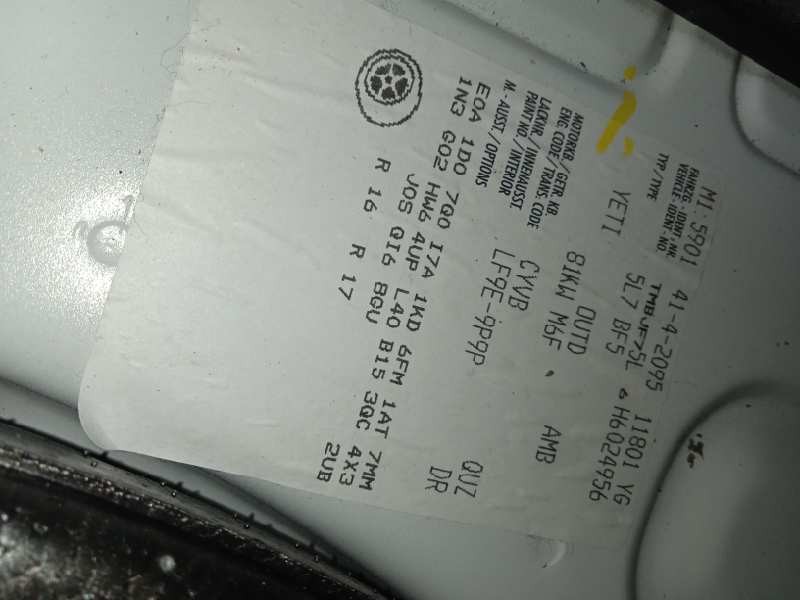 M1-5901 41-4-2095 11801 YG
FAHRZG.-IDENT.-NR.
VEHICLE-IDENT-NO. TMBJF75L H6024956
TYP / TYPE 5L7 BF5
YETI OUTD
81KW M6F AMB
MOTORKB. / GETR. KB.
ENG. CODE / TRANS. CODE CYVB
LACKNR. / INNENAUSST.
PAINT NO. / INTERIOR LF9E-9P9P QUZ
DR
M.-AUSST. / OPTIONS
E0A 1D0 7Q0 I7A 1KD 6FM 1AT 7MM
1N3 G02 HW6 4UP L40 B15 3QC 4X3
J0S QI6 8GU 2UB
R 16 R 17